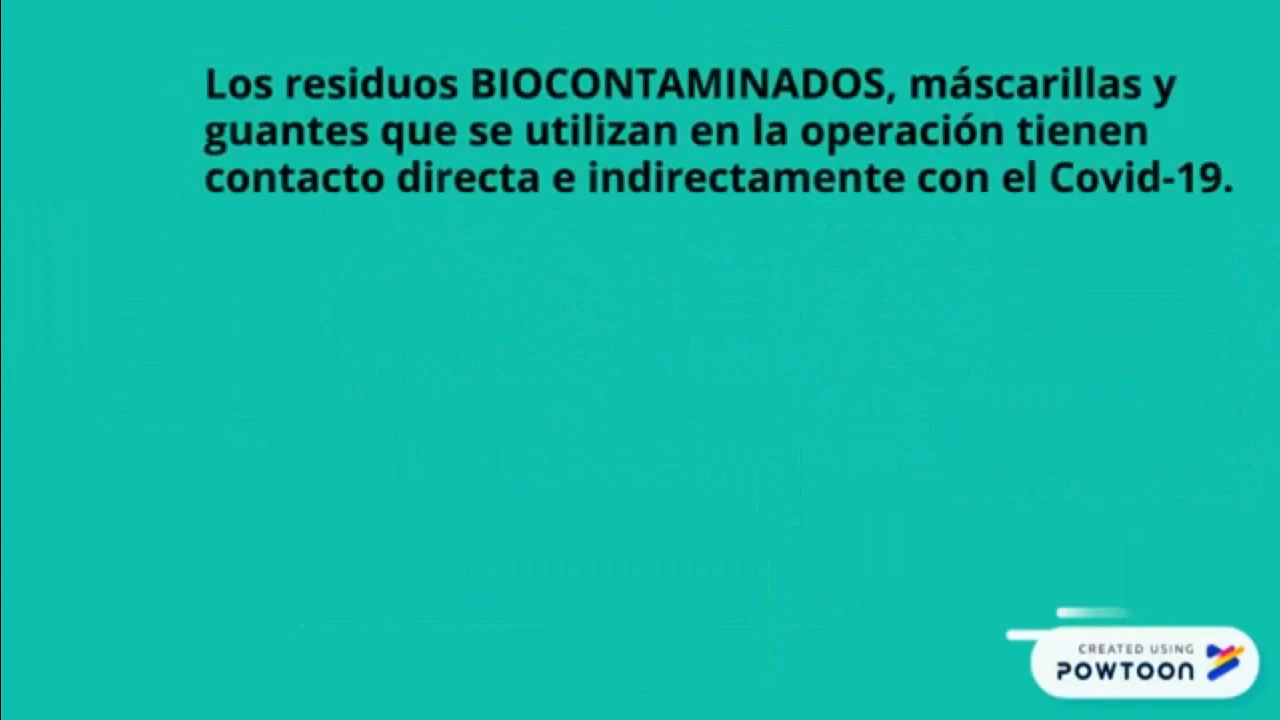 Los residuos BIOCONTAMINADOS, máscarillas y
guantes que se utilizan en la operación tienen
contacto directa e indirectamente con el Covid-19.
CREATED USING
POWTOON